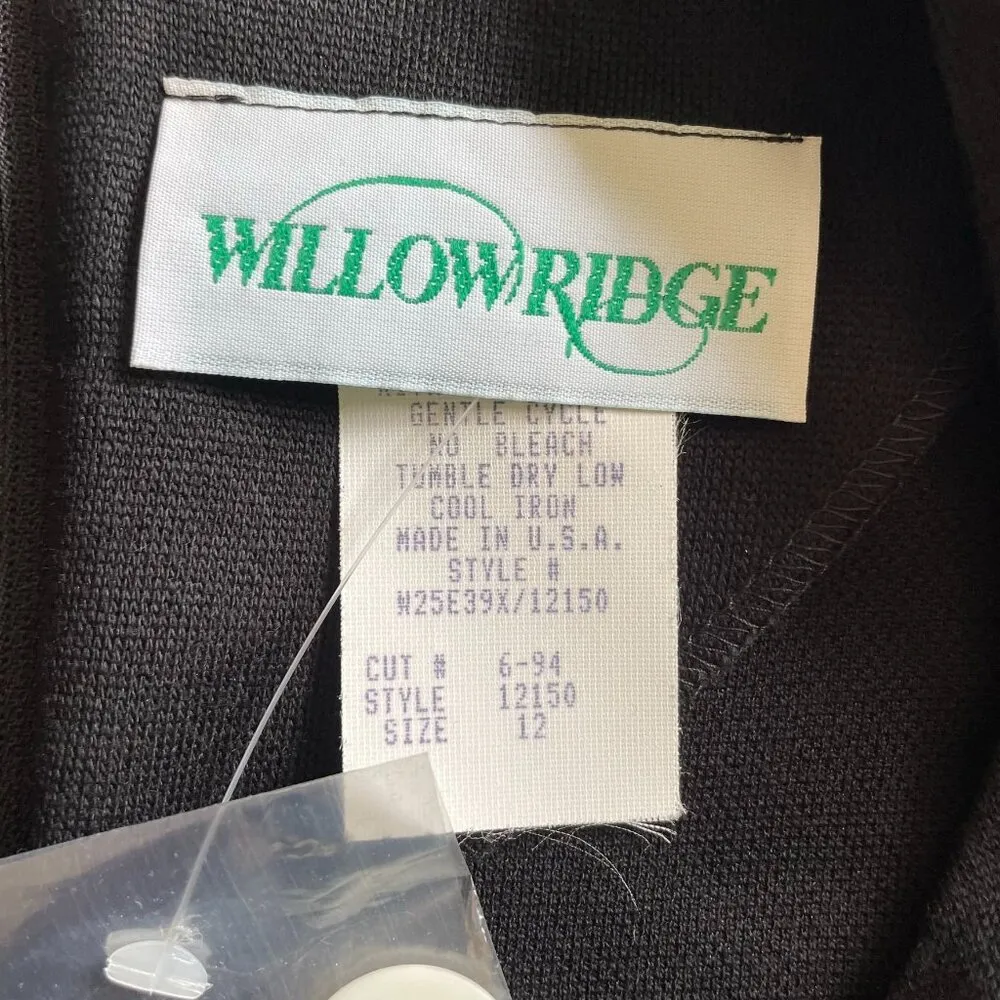 WILLOWRIDGE
GENTLE CYCLE
NO BLEACH
TUMBLE DRY LOW
COOL IRON
MADE IN U.S.A.
STYLE #
W25E39X/12150
CUT # 6-94
STYLE 12150
SIZE 12